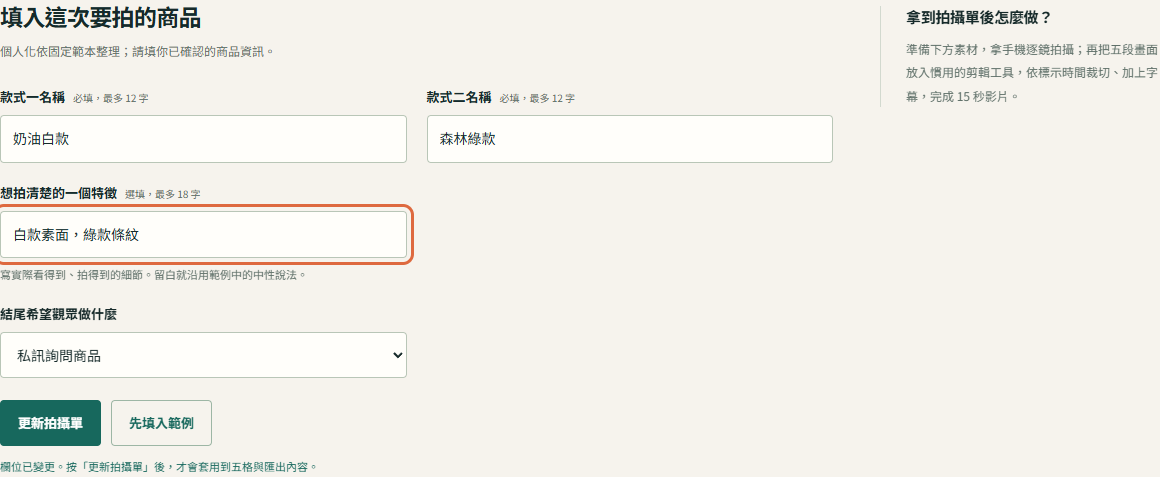 填入這次要拍的商品
個人化依固定範本整理；請填你已確認的商品資訊。
款式一名稱 必填，最多 12 字
奶油白款
款式二名稱 必填，最多 12 字
森林綠款
想拍清楚的一個特徵 選填，最多 18 字
白款素面，綠款條紋
寫實際看得到、拍得到的細節。留白就沿用範例中的中性說法。
結尾希望觀眾做什麼
私訊詢問商品
更新拍攝單
先填入範例
欄位已變更。按「更新拍攝單」後，才會套用到五格與匯出內容。
拿到拍攝單後怎麼做？
準備下方素材，拿手機逐鏡拍攝；再把五段畫面
放入慣用的剪輯工具，依標示時間裁切、加上字
幕，完成 15 秒影片。